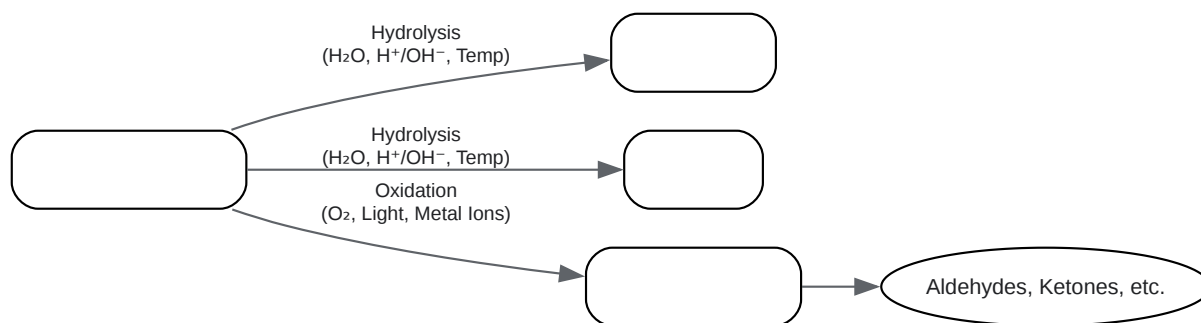 Hydrolysis
(H₂O, H⁺/OH⁻, Temp)
Hydrolysis
(H₂O, H⁺/OH⁻, Temp)
Oxidation
(O₂, Light, Metal Ions)
Aldehydes, Ketones, etc.